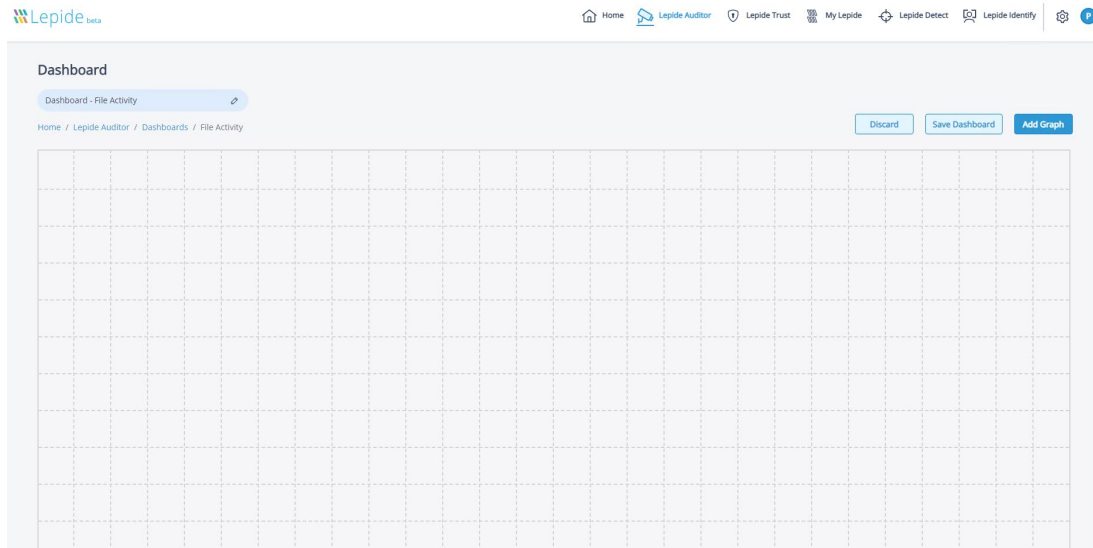 Lepide beta
Home Lepide Auditor Lepide Trust My Lepide Lepide Detect Lepide Identify P
Dashboard
Dashboard - File Activity
Home / Lepide Auditor / Dashboards / File Activity
Discard Save Dashboard Add Graph